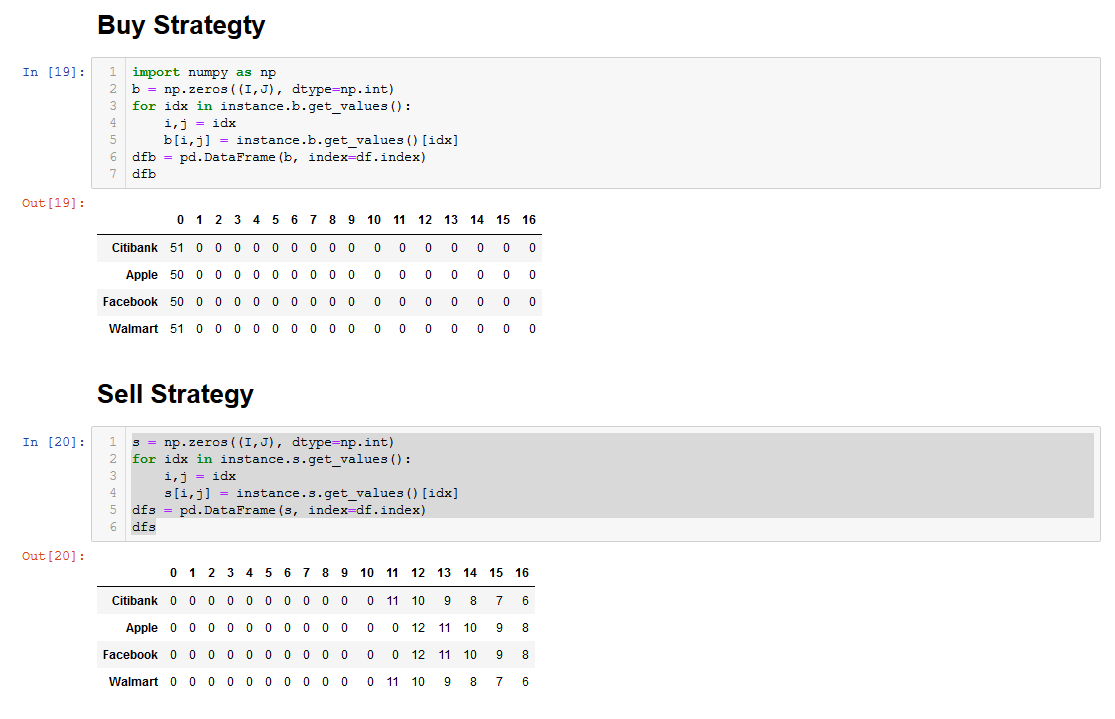 Buy Strategty
In [19]:
1 import numpy as np
2 b = np.zeros((I,J), dtype=np.int)
3 for idx in instance.b.get_values():
4     i,j = idx
5     b[i,j] = instance.b.get_values()[idx]
6 dfb = pd.DataFrame(b, index=df.index)
7 dfb
Out[19]:
0 1 2 3 4 5 6 7 8 9 10 11 12 13 14 15 16
Citibank 51 0 0 0 0 0 0 0 0 0 0 0 0 0 0 0 0
Apple 50 0 0 0 0 0 0 0 0 0 0 0 0 0 0 0 0
Facebook 50 0 0 0 0 0 0 0 0 0 0 0 0 0 0 0 0
Walmart 51 0 0 0 0 0 0 0 0 0 0 0 0 0 0 0 0
Sell Strategy
In [20]:
1 s = np.zeros((I,J), dtype=np.int)
2 for idx in instance.s.get_values():
3     i,j = idx
4     s[i,j] = instance.s.get_values()[idx]
5 dfs = pd.DataFrame(s, index=df.index)
6 dfs
Out[20]:
0 1 2 3 4 5 6 7 8 9 10 11 12 13 14 15 16
Citibank 0 0 0 0 0 0 0 0 0 0 0 11 10 9 8 7 6
Apple 0 0 0 0 0 0 0 0 0 0 0 0 12 11 10 9 8
Facebook 0 0 0 0 0 0 0 0 0 0 0 0 12 11 10 9 8
Walmart 0 0 0 0 0 0 0 0 0 0 0 11 10 9 8 7 6